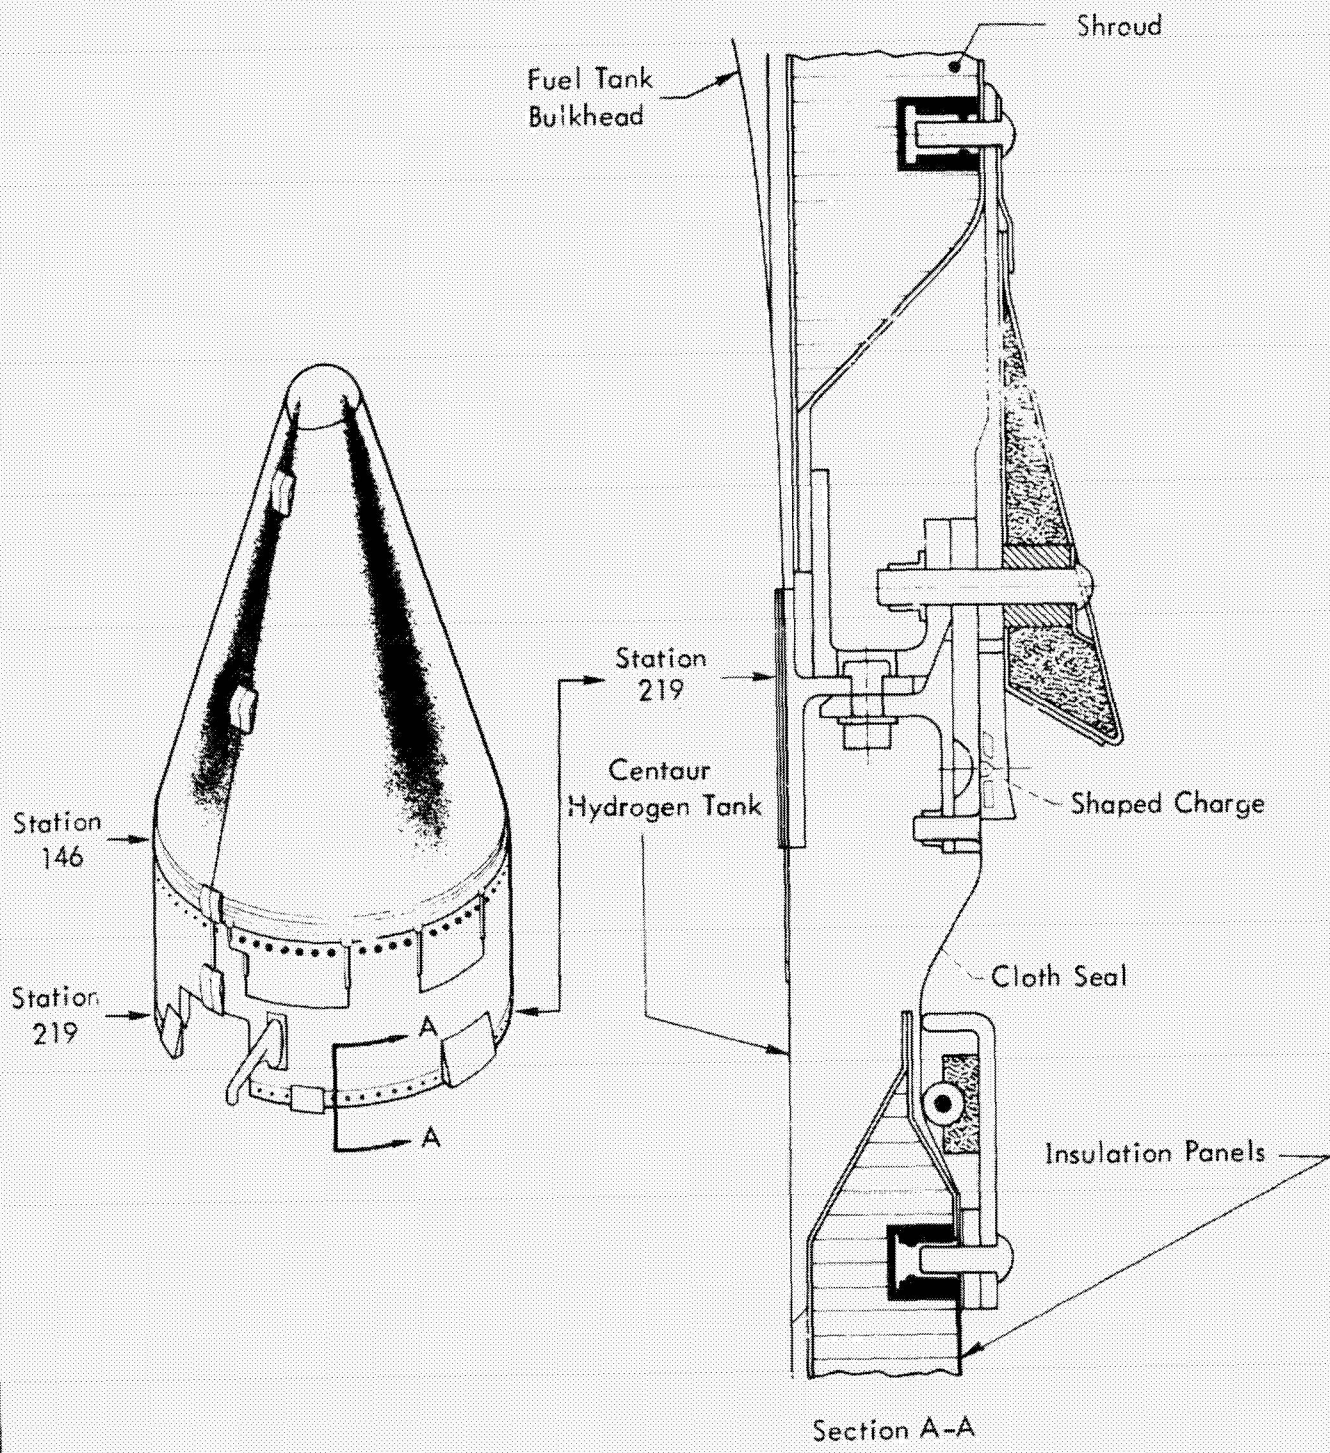 Shroud
Fuel Tank
Bulkhead
Station
219
Centaur
Hydrogen Tank
Shaped Charge
Station
146
Cloth Seal
Station
219
A
A
Insulation Panels
Section A-A